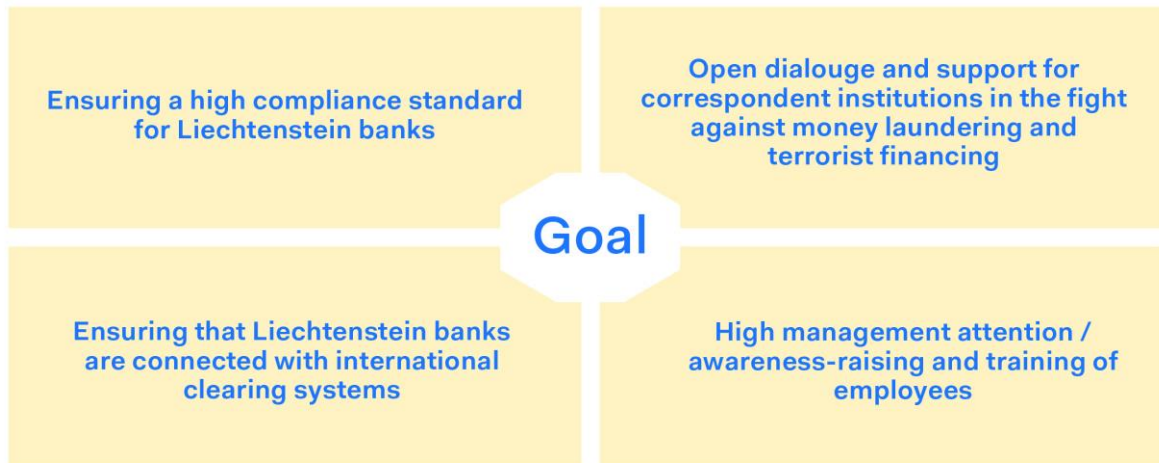 Ensuring a high compliance standard
for Liechtenstein banks
Open dialouge and support for
correspondent institutions in the fight
against money laundering and
terrorist financing
Goal
Ensuring that Liechtenstein banks
are connected with international
clearing systems
High management attention /
awareness-raising and training of
employees